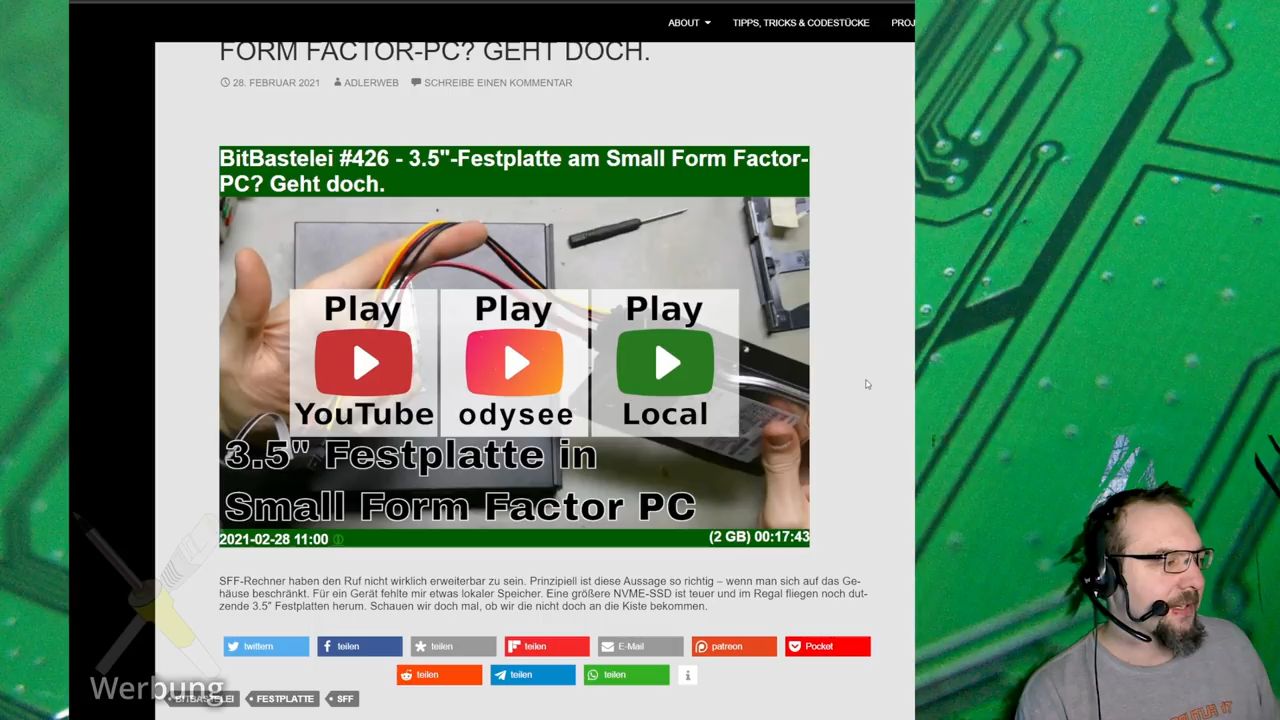 ABOUT
TIPPS, TRICKS & CODESTÜCKE
PROJ
FORM FACTOR-PC? GEHT DOCH.
28. FEBRUAR 2021
ADLERWEB
SCHREIBE EINEN KOMMENTAR
BitBastelei #426 - 3.5"-Festplatte am Small Form Factor-
PC? Geht doch.
Play
YouTube
Play
odysee
Play
Local
3.5" Festplatte in
Small Form Factor PC
2021-02-28 11:00
(2 GB) 00:17:43
SFF-Rechner haben den Ruf nicht wirklich erweiterbar zu sein. Prinzipiell ist diese Aussage so richtig – wenn man sich auf das Ge-
häuse beschränkt. Für ein Gerät fehlte mir etwas lokaler Speicher. Eine größere NVME-SSD ist teuer und im Regal fliegen noch dut-
zende 3.5" Festplatten herum. Schauen wir doch mal, ob wir die nicht doch an die Kiste bekommen.
twittern
teilen
teilen
teilen
E-Mail
patreon
Pocket
teilen
teilen
teilen
Werbung
BITBASTELEI
FESTPLATTE
SFF